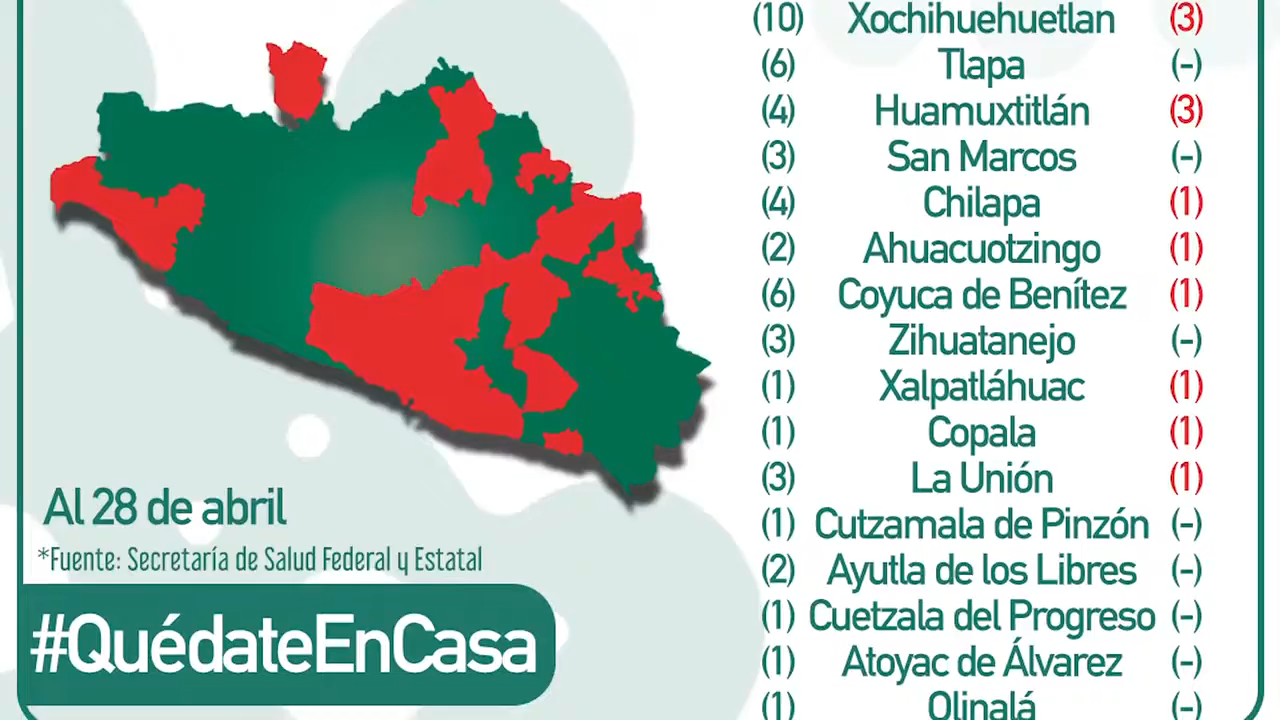 (10) Xochihuehuetlan (3)
(6) Tlapa (-)
(4) Huamuxtitlán (3)
(3) San Marcos (-)
(4) Chilapa (1)
(2) Ahuacuotzingo (1)
(6) Coyuca de Benítez (1)
(3) Zihuatanejo (-)
(1) Xalpatláhuac (1)
(1) Copala (1)
(3) La Unión (1)
(1) Cutzamala de Pinzón (-)
(2) Ayutla de los Libres (-)
(1) Cuetzala del Progreso (-)
(1) Atoyac de Álvarez (-)
(1) Olinalá (-)
Al 28 de abril
*Fuente: Secretaría de Salud Federal y Estatal
#QuédateEnCasa